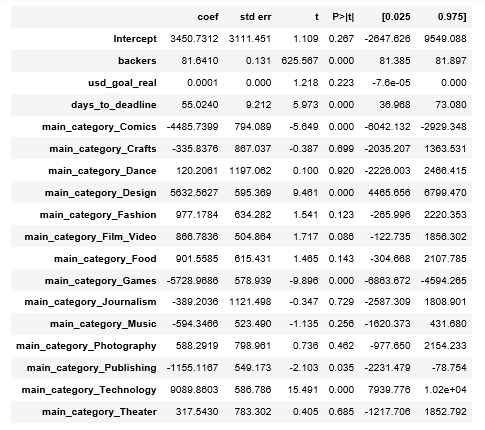 coef std err t P>|t| [0.025 0.975]
Intercept 3450.7312 3111.451 1.109 0.267 -2647.626 9549.088
backers 81.6410 0.131 625.567 0.000 81.385 81.897
usd_goal_real 0.0001 0.000 1.218 0.223 -7.6e-05 0.000
days_to_deadline 55.0240 9.212 5.973 0.000 36.968 73.080
main_category_Comics -4485.7399 794.089 -5.649 0.000 -6042.132 -2929.348
main_category_Crafts -335.8376 867.037 -0.387 0.699 -2035.207 1363.531
main_category_Dance 120.2061 1197.062 0.100 0.920 -2226.003 2466.415
main_category_Design 5632.5627 595.369 9.461 0.000 4465.656 6799.470
main_category_Fashion 977.1784 634.282 1.541 0.123 -265.996 2220.353
main_category_Film_Video 866.7836 504.864 1.717 0.086 -122.735 1856.302
main_category_Food 901.5585 615.431 1.465 0.143 -304.668 2107.785
main_category_Games -5728.9686 578.939 -9.896 0.000 -6863.672 -4594.265
main_category_Journalism -389.2036 1121.498 -0.347 0.729 -2587.309 1808.901
main_category_Music -594.3466 523.490 -1.135 0.256 -1620.373 431.680
main_category_Photography 588.2919 798.961 0.736 0.462 -977.650 2154.233
main_category_Publishing -1155.1167 549.173 -2.103 0.035 -2231.479 -78.754
main_category_Technology 9089.8603 586.786 15.491 0.000 7939.776 1.02e+04
main_category_Theater 317.5430 783.302 0.405 0.685 -1217.706 1852.792